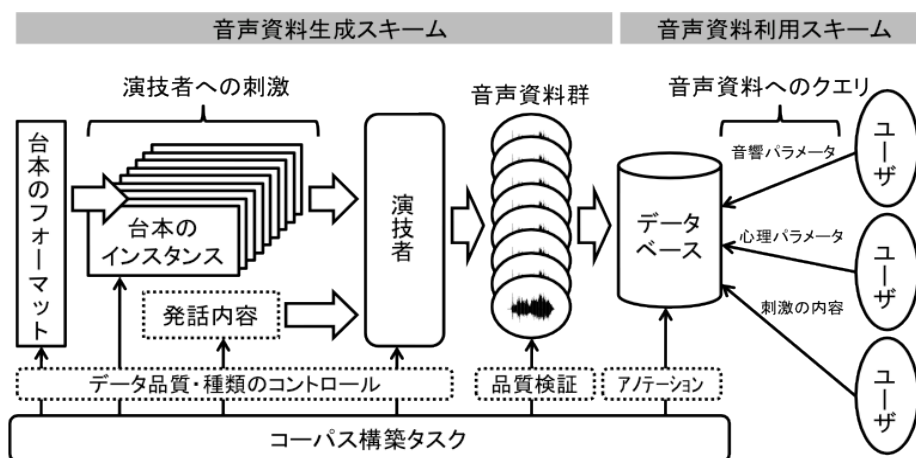 音声資料生成スキーム
音声資料利用スキーム
演技者への刺激
音声資料群
音声資料へのクエリ
台本のフォーマット
台本の
インスタンス
発話内容
演技者
データ
ベース
音響パラメータ
心理パラメータ
刺激の内容
ユーザ
ユーザ
ユーザ
データ品質・種類のコントロール
品質検証
アノテーション
コーパス構築タスク